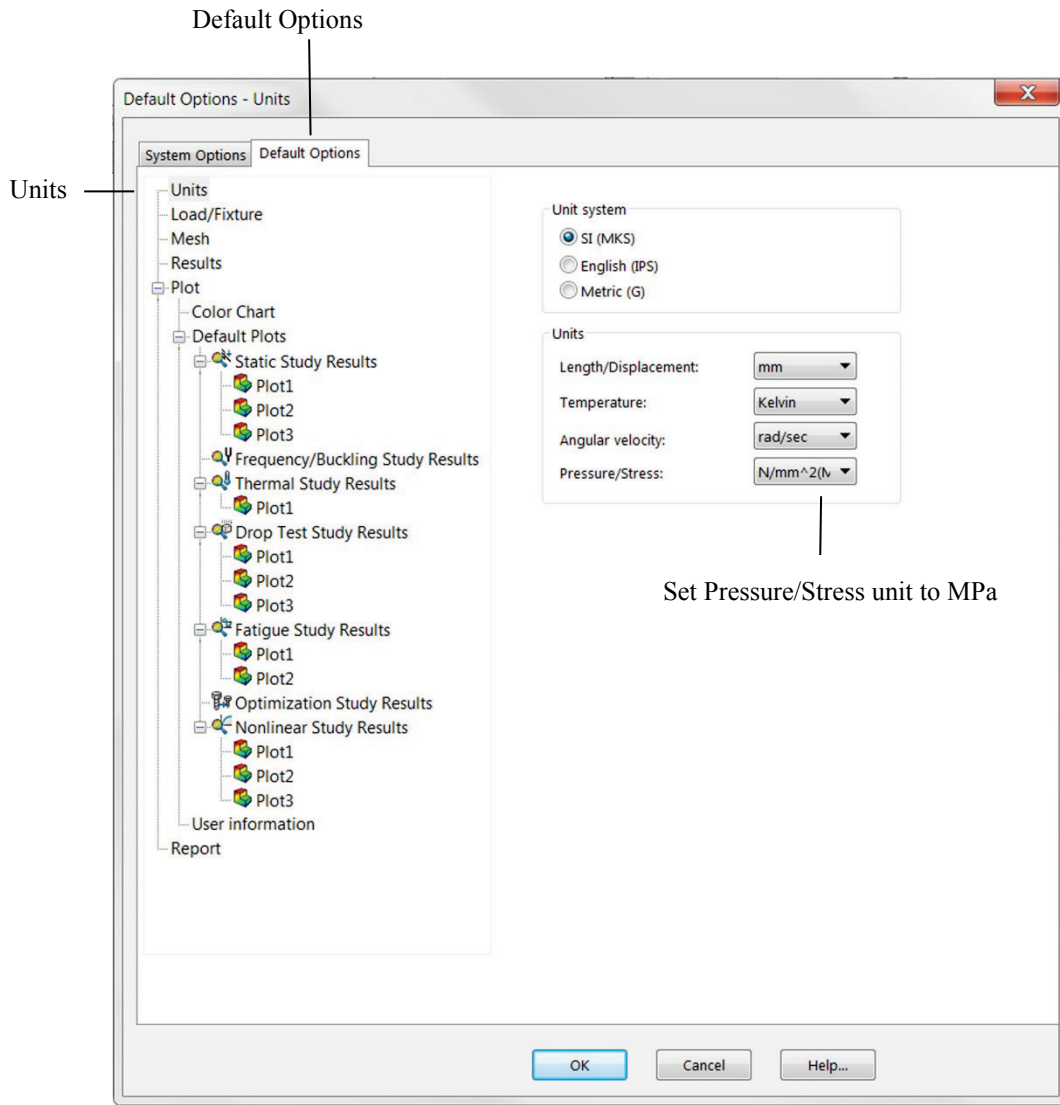 Default Options
Default Options - Units
System Options Default Options
Units
Units
Load/Fixture
Mesh
Results
Plot
Color Chart
Default Plots
Static Study Results
Plot1
Plot2
Plot3
Frequency/Buckling Study Results
Thermal Study Results
Plot1
Drop Test Study Results
Plot1
Plot2
Plot3
Fatigue Study Results
Plot1
Plot2
Optimization Study Results
Nonlinear Study Results
Plot1
Plot2
Plot3
User information
Report
Unit system
SI (MKS)
English (IPS)
Metric (G)
Units
Length/Displacement: mm
Temperature: Kelvin
Angular velocity: rad/sec
Pressure/Stress: N/mm^2(M
Set Pressure/Stress unit to MPa
OK Cancel Help...